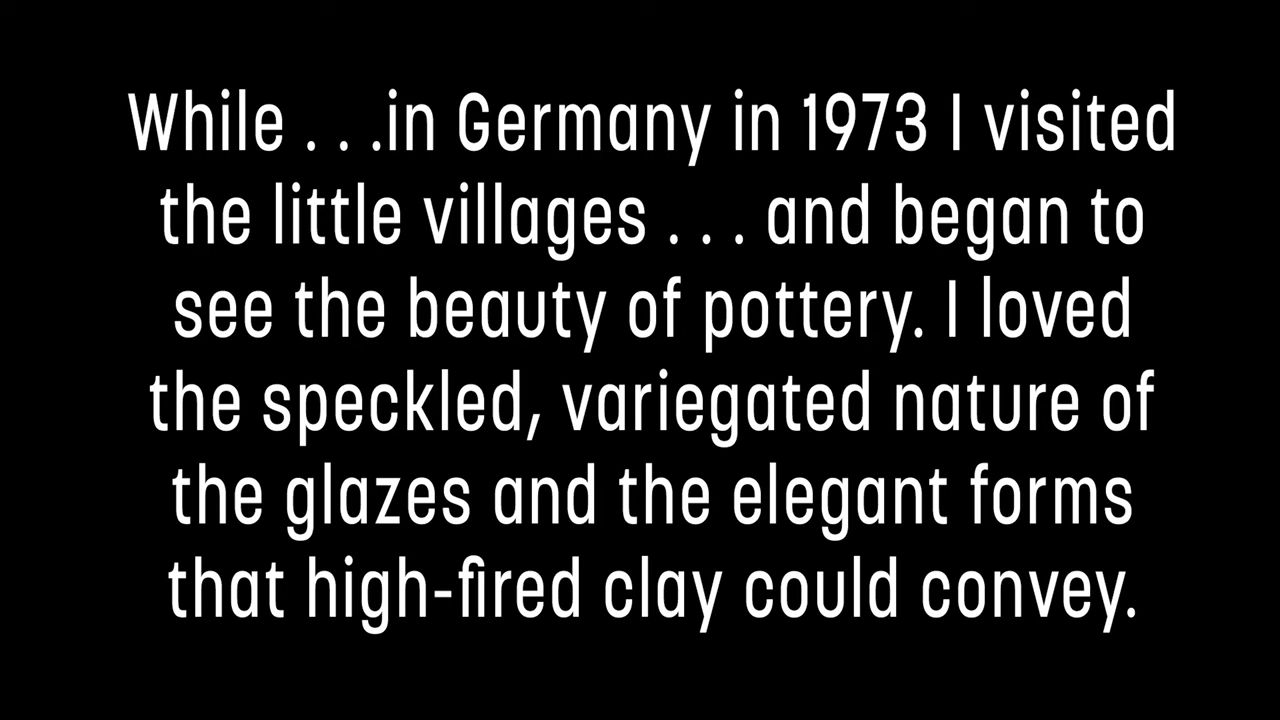 While . . .in Germany in 1973 I visited
the little villages . . . and began to
see the beauty of pottery. I loved
the speckled, variegated nature of
the glazes and the elegant forms
that high-fired clay could convey.